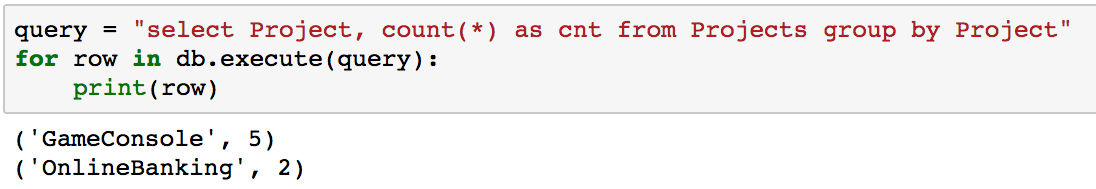 query = "select Project, count(*) as cnt from Projects group by Project"
for row in db.execute(query):
    print(row)
('GameConsole', 5)
('OnlineBanking', 2)